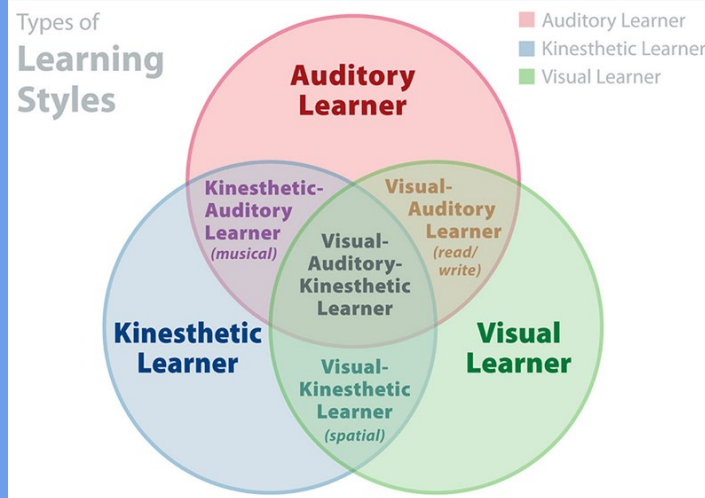 Types of
Learning
Styles
Auditory Learner
Kinesthetic Learner
Visual Learner
Auditory
Learner
Kinesthetic-
Auditory
Learner
(musical)
Visual-
Auditory
Learner
(read/
write)
Visual-
Auditory-
Kinesthetic
Learner
Kinesthetic
Learner
Visual
Learner
Visual-
Kinesthetic
Learner
(spatial)